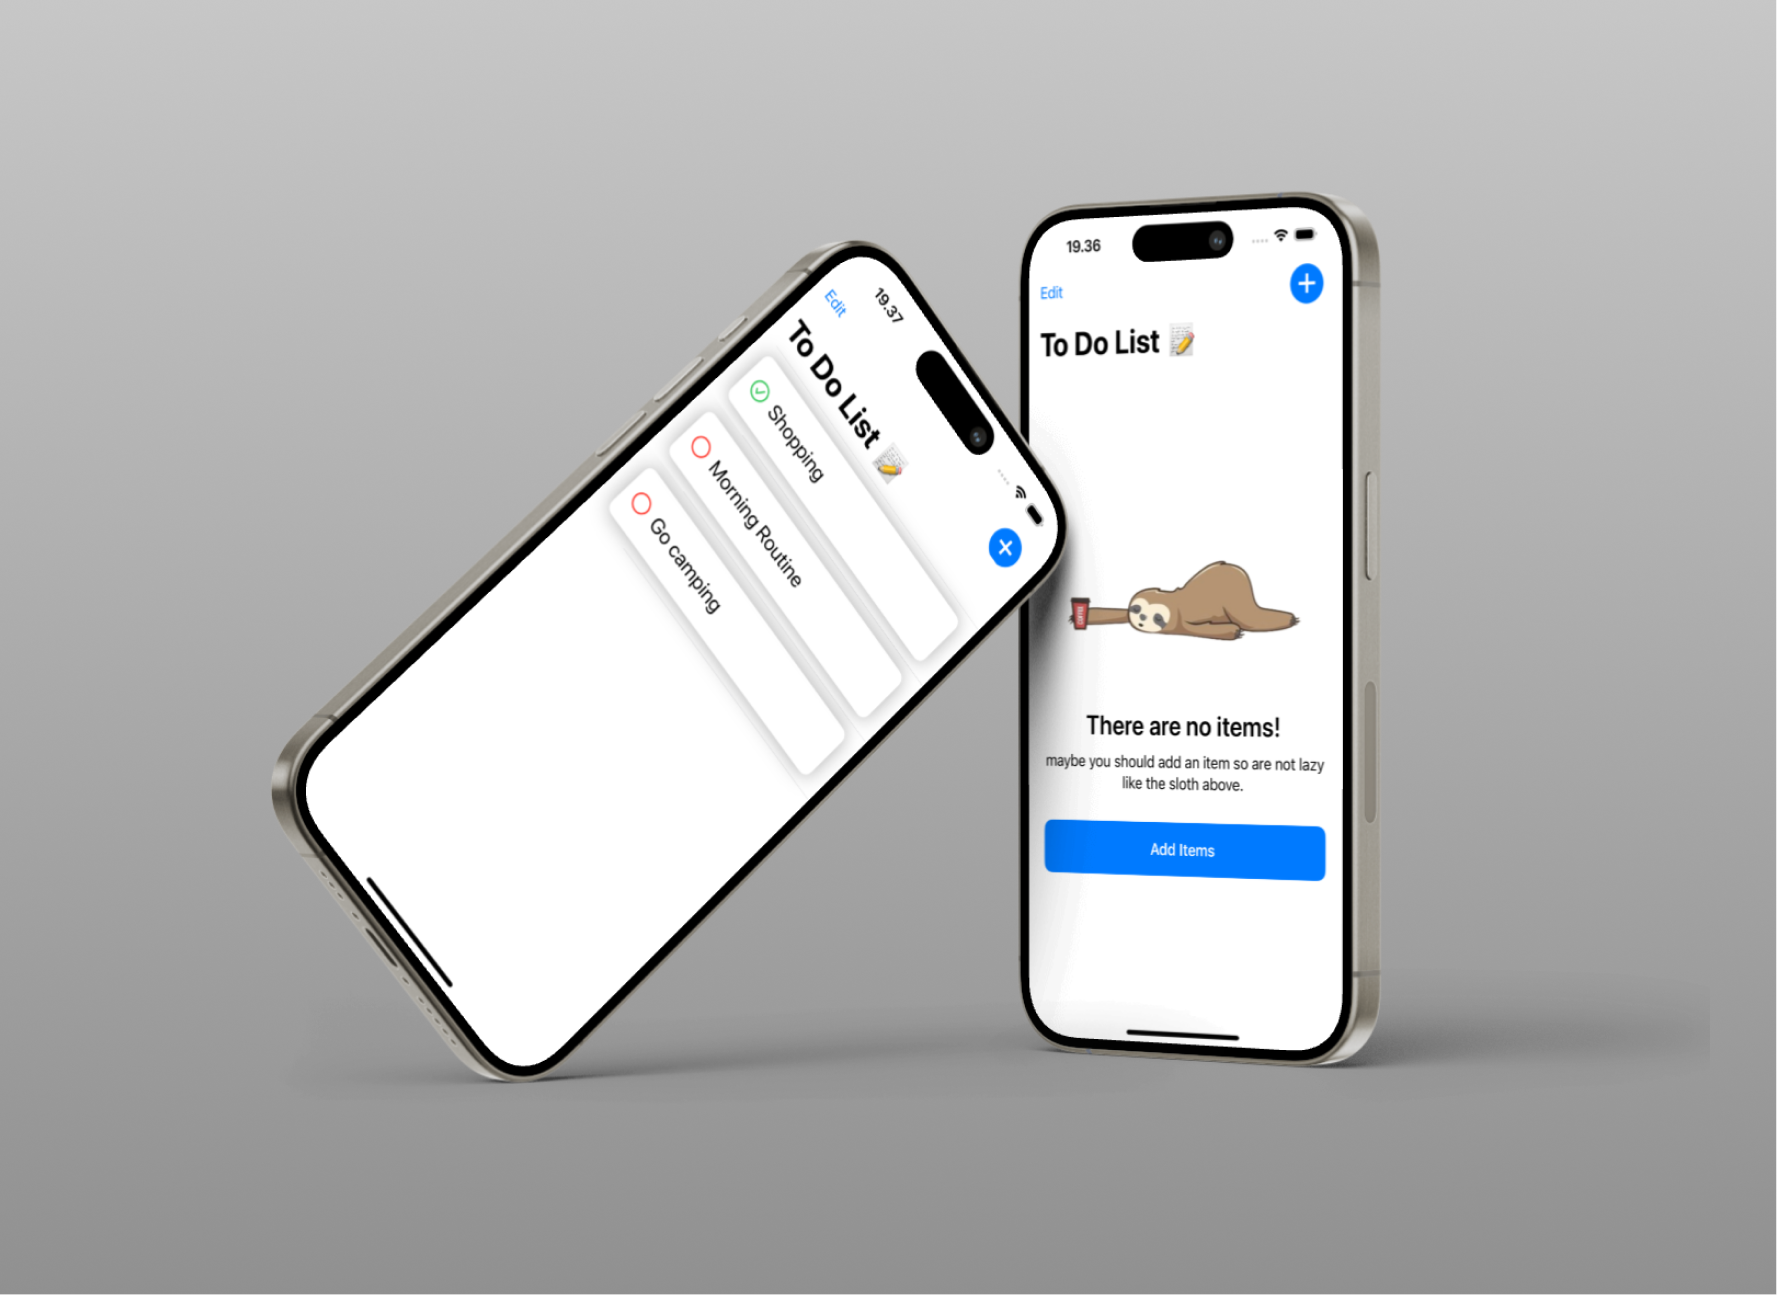 19.37
Edit
To Do List
Shopping
Morning Routine
Go camping
19.36
Edit
To Do List
There are no items!
maybe you should add an item so are not lazy
like the sloth above.
Add Items